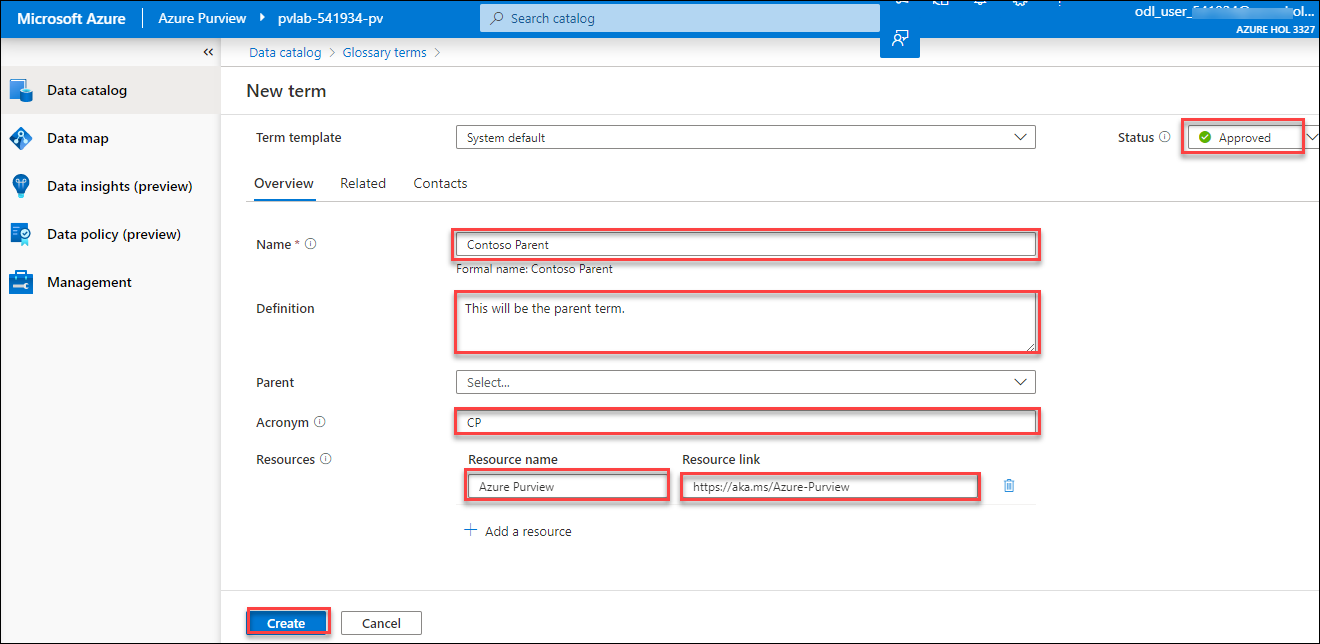 Microsoft Azure Azure Purview pvlab-541934-pv Search catalog odl_user_
AZURE HOL 3327
« Data catalog > Glossary terms >
Data catalog
Data map
Data insights (preview)
Data policy (preview)
Management
New term
Term template System default Status Approved
Overview Related Contacts
Name * Contoso Parent
Formal name: Contoso Parent
Definition This will be the parent term.
Parent Select...
Acronym CP
Resources Resource name Resource link
Azure Purview https://aka.ms/Azure-Purview
+ Add a resource
Create Cancel